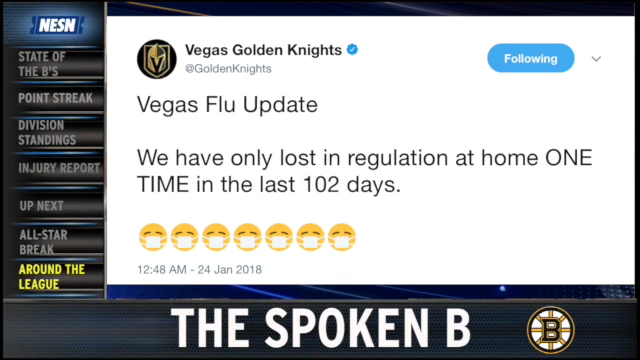 NESN
STATE OF
THE B'S
POINT STREAK
DIVISION
STANDINGS
INJURY REPORT
UP NEXT
ALL-STAR
BREAK
AROUND THE
LEAGUE
Vegas Golden Knights
@GoldenKnights
Following
Vegas Flu Update
We have only lost in regulation at home ONE
TIME in the last 102 days.
😷😷😷😷😷😷😷
12:48 AM - 24 Jan 2018
THE SPOKEN B
B